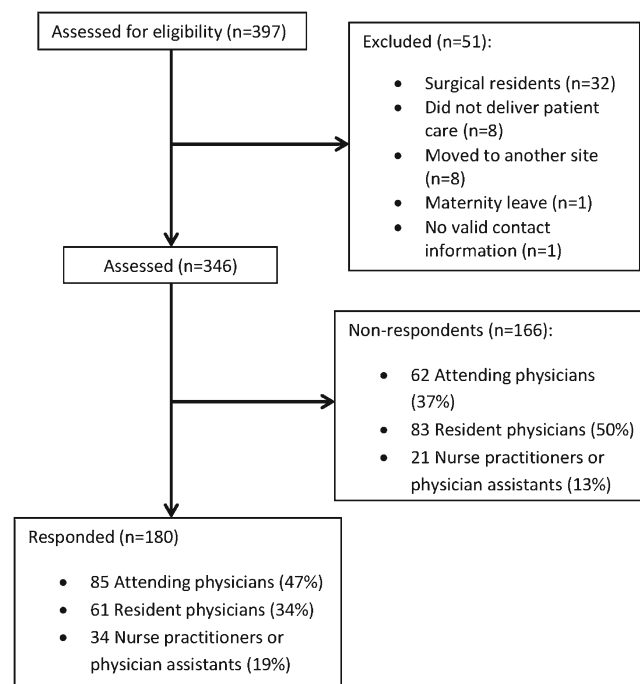 Assessed for eligibility (n=397)
Excluded (n=51):
• Surgical residents (n=32)
• Did not deliver patient
care (n=8)
• Moved to another site
(n=8)
• Maternity leave (n=1)
• No valid contact
information (n=1)
Assessed (n=346)
Non-respondents (n=166):
• 62 Attending physicians
(37%)
• 83 Resident physicians (50%)
• 21 Nurse practitioners or
physician assistants (13%)
Responded (n=180)
• 85 Attending physicians (47%)
• 61 Resident physicians (34%)
• 34 Nurse practitioners or
physician assistants (19%)